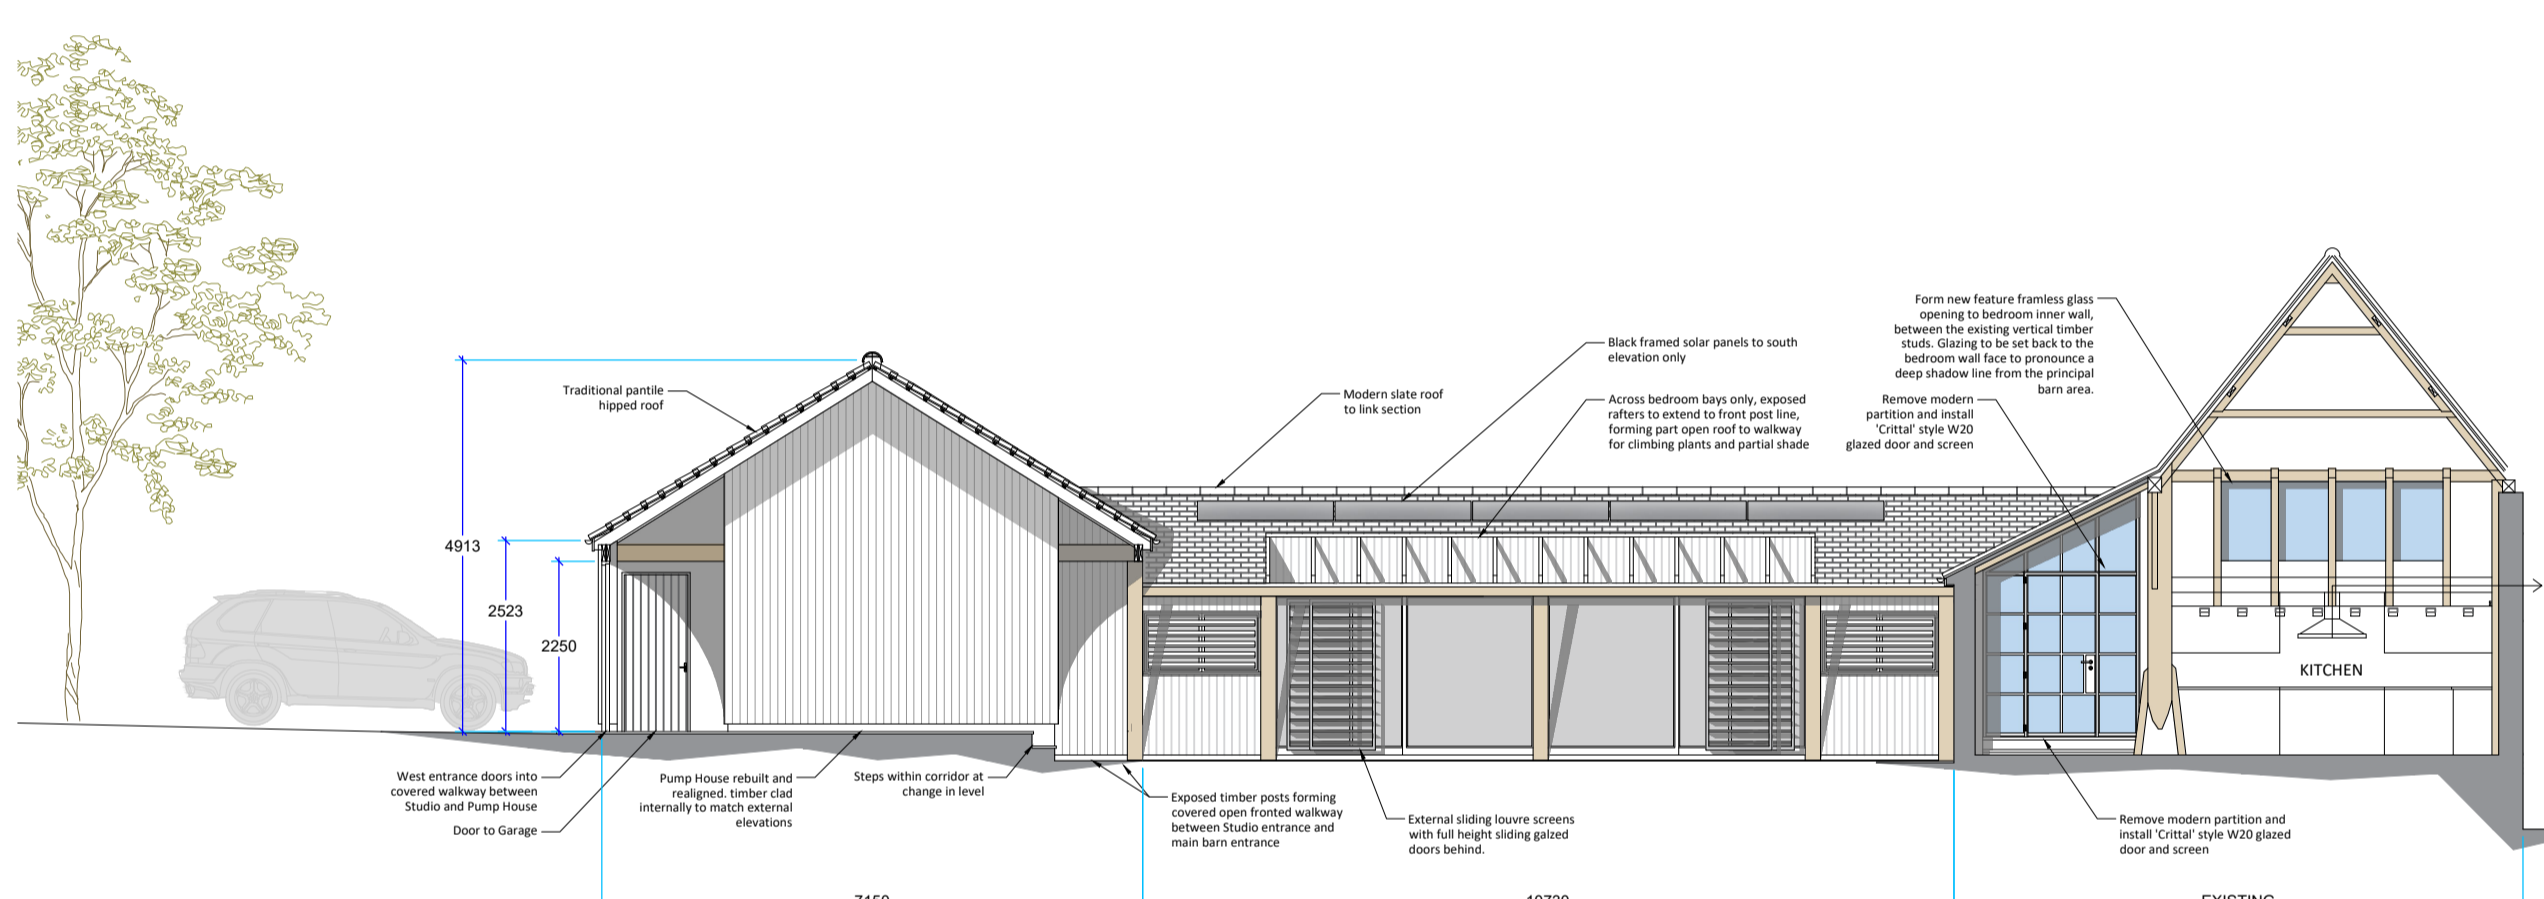 Form new feature framless glass
opening to bedroom inner wall,
between the existing vertical timber
studs. Glazing to be set back to the
bedroom wall face to pronounce a
deep shadow line from the principal
barn area.
Black framed solar panels to south
elevation only
Traditional pantile
hipped roof
Modern slate roof
to link section
Across bedroom bays only, exposed
rafters to extend to front post line,
forming part open roof to walkway
for climbing plants and partial shade
Remove modern
partition and install
'Crittal' style W20
glazed door and screen
4913
2523
2250
KITCHEN
West entrance doors into
covered walkway between
Studio and Pump House
Door to Garage
Pump House rebuilt and
realigned. timber clad
internally to match external
elevations
Steps within corridor at
change in level
Exposed timber posts forming
covered open fronted walkway
between Studio entrance and
main barn entrance
External sliding louvre screens
with full height sliding galzed
doors behind.
Remove modern partition and
install 'Crittal' style W20 glazed
door and screen
EXISTING